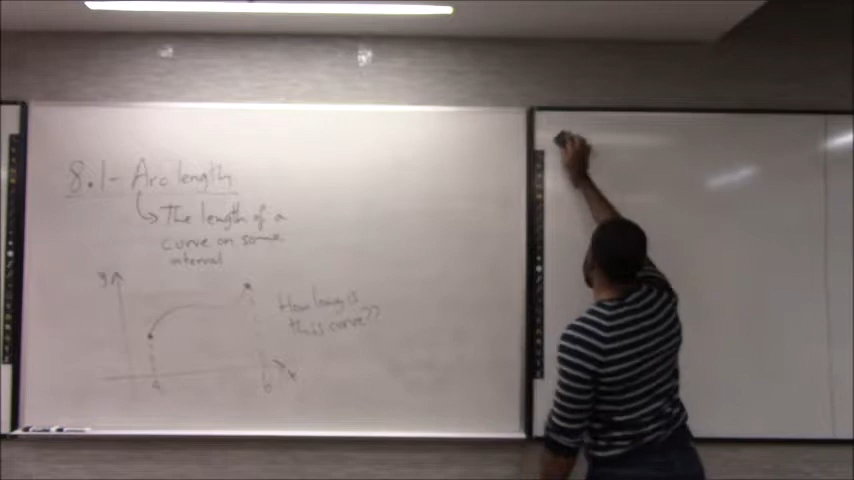 8.1- Arc length
↳ The length of a
curve on some
interval
y
How long is
this curve??
a
b
x